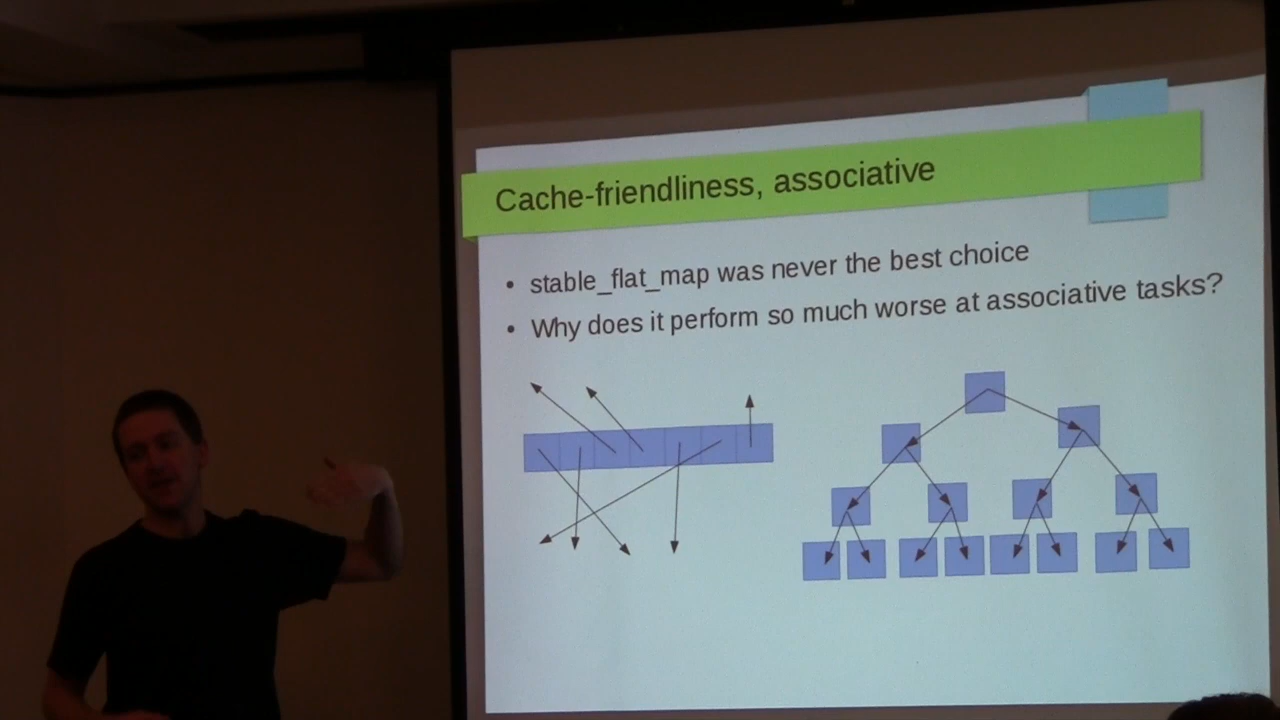 Cache-friendliness, associative
• stable_flat_map was never the best choice
• Why does it perform so much worse at associative tasks?